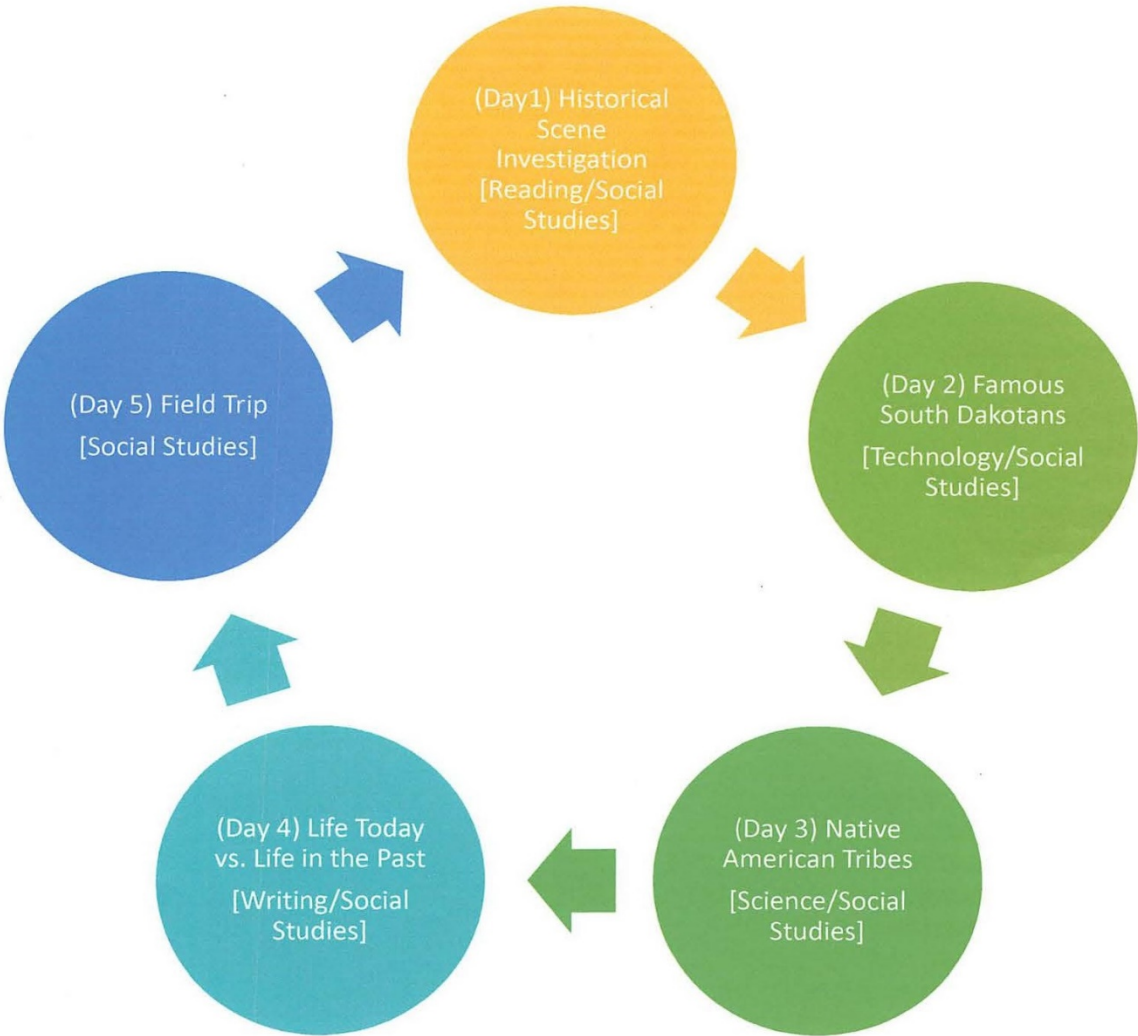 (Day1) Historical
Scene
Investigation
[Reading/Social
Studies]
(Day 2) Famous
South Dakotans
[Technology/Social
Studies]
(Day 3) Native
American Tribes
[Science/Social
Studies]
(Day 4) Life Today
vs. Life in the Past
[Writing/Social
Studies]
(Day 5) Field Trip
[Social Studies]